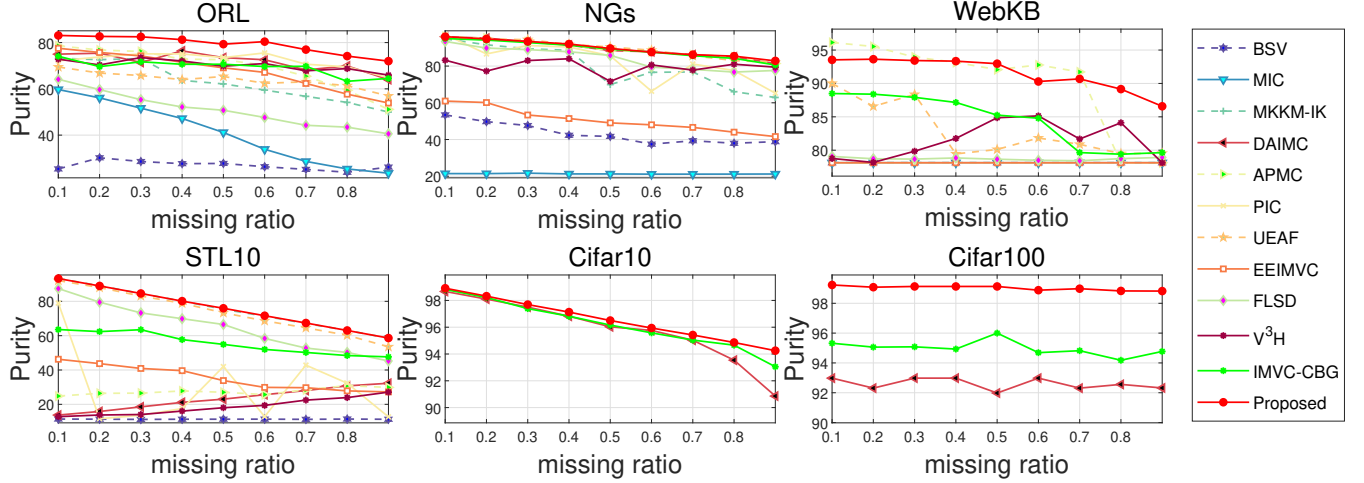 ORL
Purity
80
60
40
0.1 0.2 0.3 0.4 0.5 0.6 0.7 0.8
missing ratio
NGs
Purity
80
60
40
20
0.1 0.2 0.3 0.4 0.5 0.6 0.7 0.8
missing ratio
WebKB
Purity
95
90
85
80
0.1 0.2 0.3 0.4 0.5 0.6 0.7 0.8
missing ratio
STL10
Purity
80
60
40
20
0.1 0.2 0.3 0.4 0.5 0.6 0.7 0.8
missing ratio
Cifar10
Purity
98
96
94
92
90
0.1 0.2 0.3 0.4 0.5 0.6 0.7 0.8
missing ratio
Cifar100
Purity
98
96
94
92
90
0.1 0.2 0.3 0.4 0.5 0.6 0.7 0.8
missing ratio
BSV
MIC
MKKM-IK
DAIMC
APMC
PIC
UEAF
EEIMVC
FLSD
V³H
IMVC-CBG
Proposed